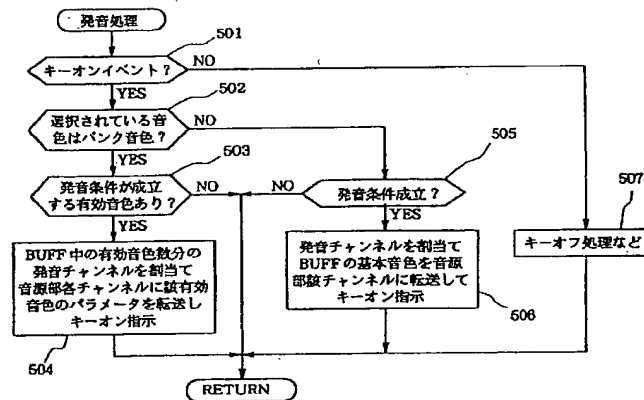 発音処理
501
キーオンイベント？
NO
YES
502
選択されている音
色はバンク音色？
NO
YES
503
505
発音条件が成立
する有効音色あり？
NO
NO
発音条件成立？
507
YES
YES
BUFF中の有効音色数分の
発音チャンネルを割当て
音源部各チャンネルに該有効
音色のパラメータを転送し
キーオン指示
発音チャンネルを割当て
BUFFの基本音色を音源
部該チャンネルに転送して
キーオン指示
キーオフ処理など
504
506
RETURN